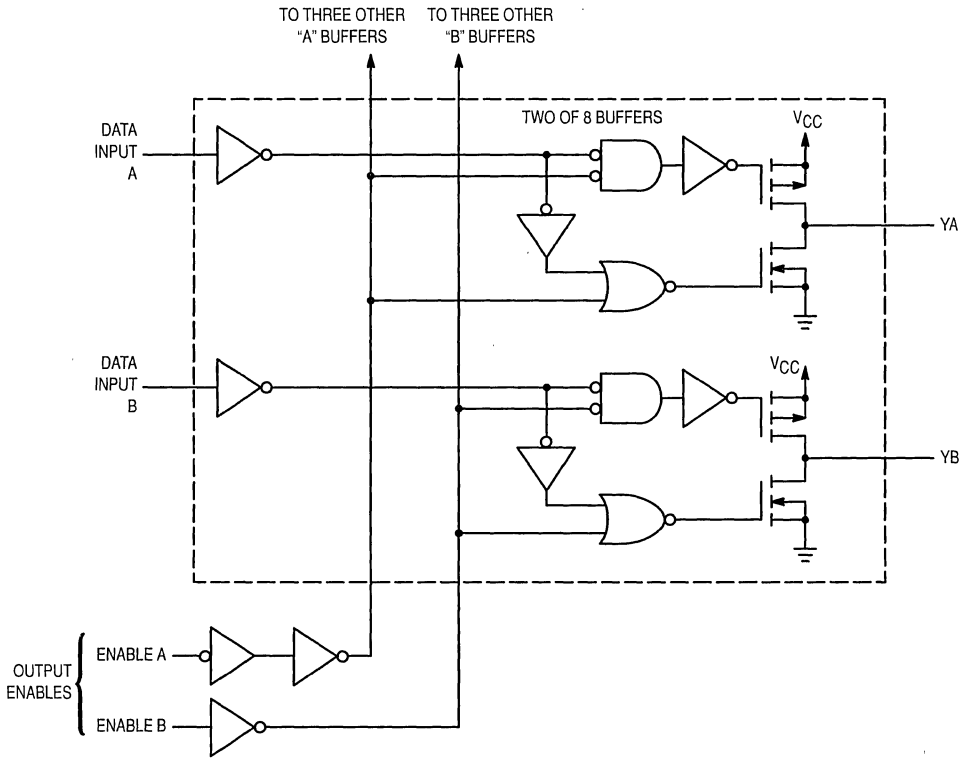 TO THREE OTHER
“A” BUFFERS
TO THREE OTHER
“B” BUFFERS
TWO OF 8 BUFFERS
DATA
INPUT
A
VCC
YA
DATA
INPUT
B
VCC
YB
OUTPUT
ENABLES
ENABLE A
ENABLE B